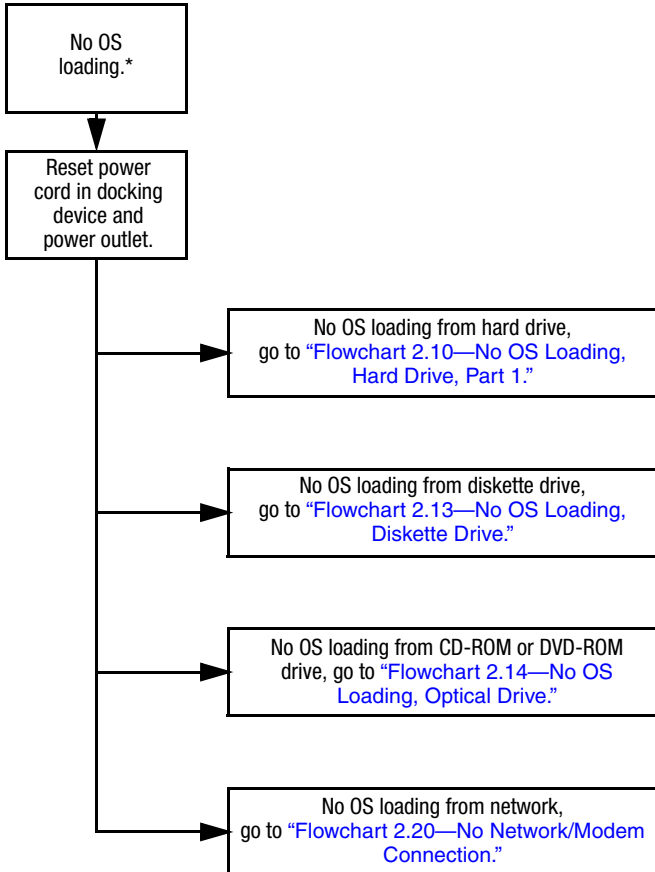 No OS
loading.*
Reset power
cord in docking
device and
power outlet.
No OS loading from hard drive,
go to “Flowchart 2.10—No OS Loading,
Hard Drive, Part 1.”
No OS loading from diskette drive,
go to “Flowchart 2.13—No OS Loading,
Diskette Drive.”
No OS loading from CD-ROM or DVD-ROM
drive, go to “Flowchart 2.14—No OS
Loading, Optical Drive.”
No OS loading from network,
go to “Flowchart 2.20—No Network/Modem
Connection.”